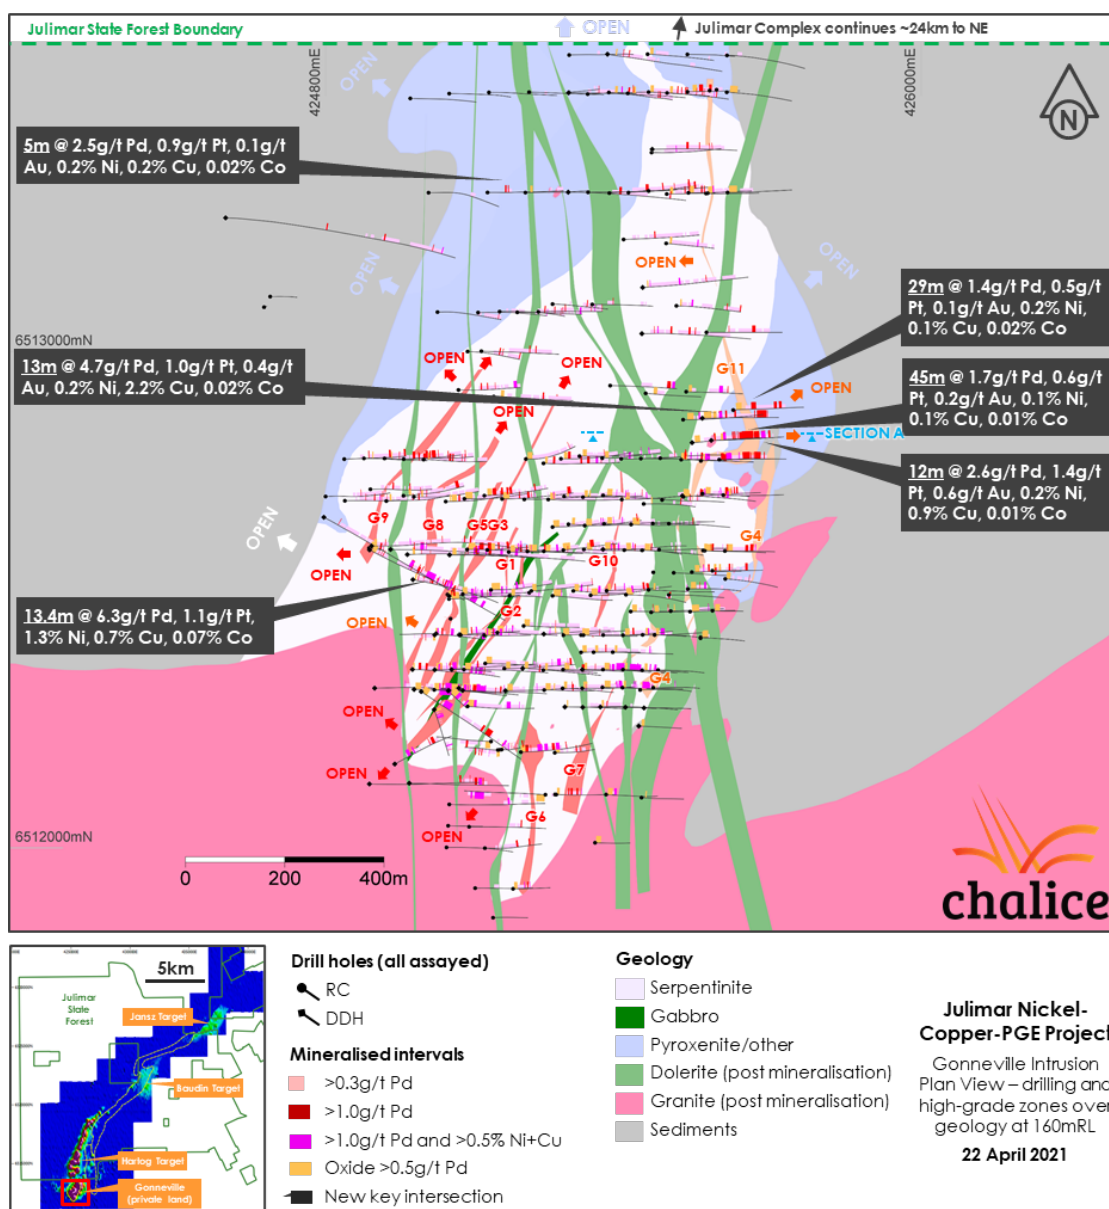 Julimar State Forest Boundary
OPEN
Julimar Complex continues ~24km to NE
424800mE
426000mE
OPEN
N
5m @ 2.5g/t Pd, 0.9g/t Pt, 0.1g/t
Au, 0.2% Ni, 0.2% Cu, 0.02% Co
OPEN
OPEN
OPEN
29m @ 1.4g/t Pd, 0.5g/t
Pt, 0.1g/t Au, 0.2% Ni,
0.1% Cu, 0.02% Co
6513000mN
13m @ 4.7g/t Pd, 1.0g/t Pt, 0.4g/t
Au, 0.2% Ni, 2.2% Cu, 0.02% Co
OPEN
OPEN
G11
OPEN
45m @ 1.7g/t Pd, 0.6g/t
Pt, 0.2g/t Au, 0.1% Ni,
0.1% Cu, 0.01% Co
OPEN
SECTION A
12m @ 2.6g/t Pd, 1.4g/t
Pt, 0.6g/t Au, 0.2% Ni,
0.9% Cu, 0.01% Co
G9
G8
G5
G3
OPEN
G4
G1
G10
OPEN
13.4m @ 6.3g/t Pd, 1.1g/t Pt,
1.3% Ni, 0.7% Cu, 0.07% Co
G2
OPEN
G4
OPEN
OPEN
G7
G6
OPEN
6512000mN
0
200
400m
chalice
5km
Julimar
State
Forest
Jansz Target
Baudin Target
Hartog Target
Gonneville
(private land)
Drill holes (all assayed)
RC
DDH
Mineralised intervals
>0.3g/t Pd
>1.0g/t Pd
>1.0g/t Pd and >0.5% Ni+Cu
Oxide >0.5g/t Pd
New key intersection
Geology
Serpentinite
Gabbro
Pyroxenite/other
Dolerite (post mineralisation)
Granite (post mineralisation)
Sediments
Julimar Nickel-
Copper-PGE Project
Gonneville Intrusion
Plan View – drilling and
high-grade zones over
geology at 160mRL
22 April 2021